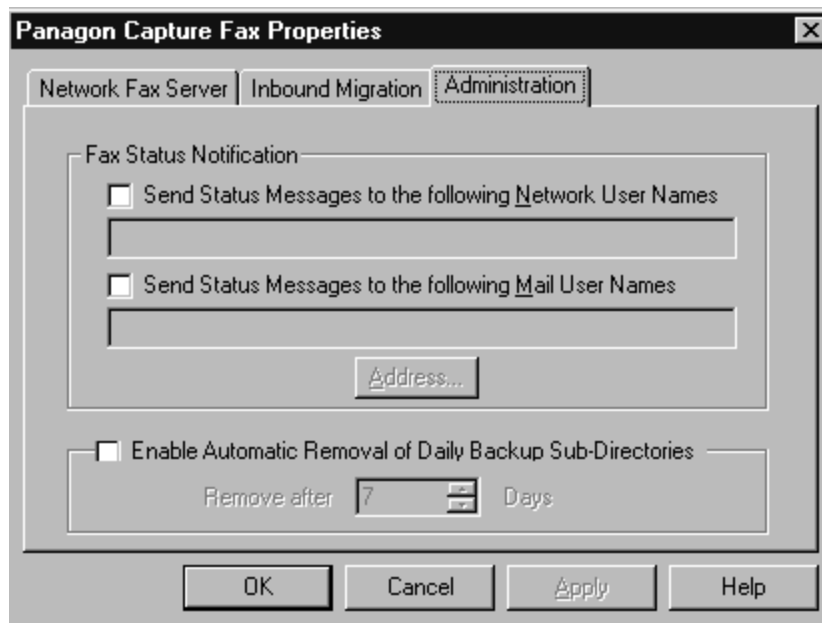 Panagon Capture Fax Properties
Network Fax Server Inbound Migration Administration
Fax Status Notification
Send Status Messages to the following Network User Names
Send Status Messages to the following Mail User Names
Address...
Enable Automatic Removal of Daily Backup Sub-Directories
Remove after 7 Days
OK Cancel Apply Help